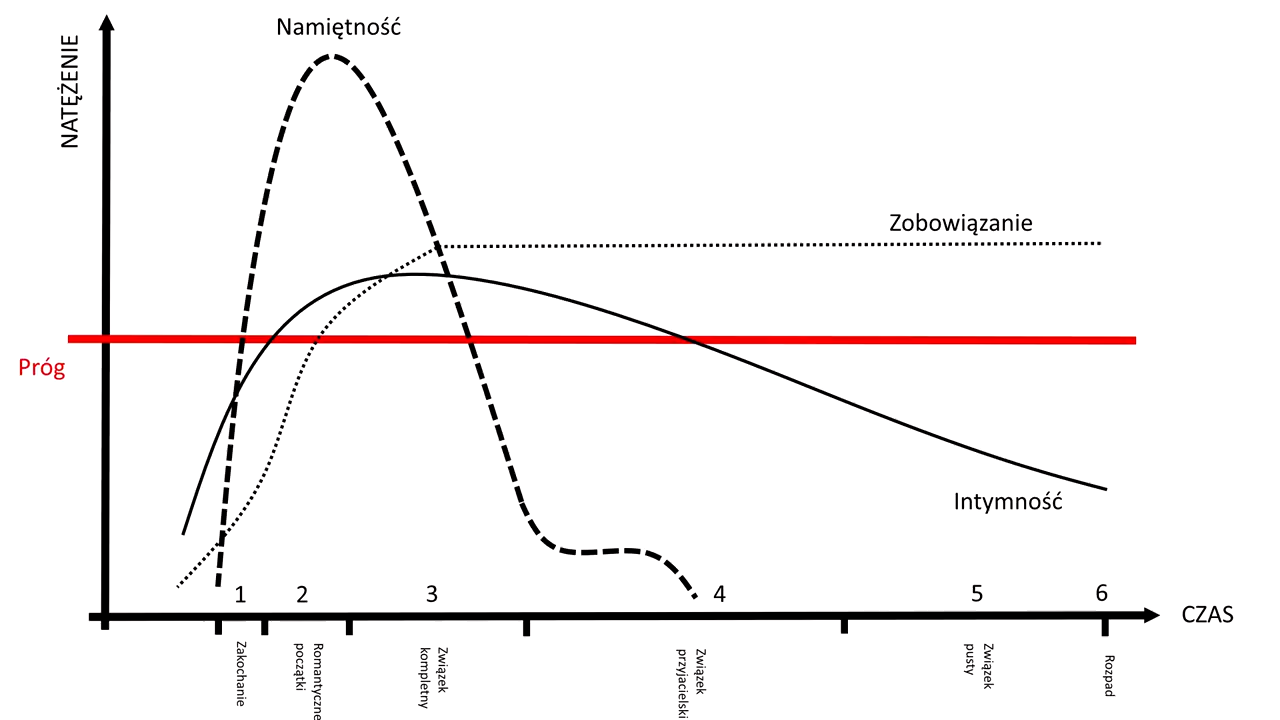 Namiętność
NATĘŻENIE
Zobowiązanie
Próg
Intymność
1 2 3 4 5 6
CZAS
Zakochanie
Romantyczne
początki
Związek
kompletny
Związek
przyjacielski
Związek
pusty
Rozpad